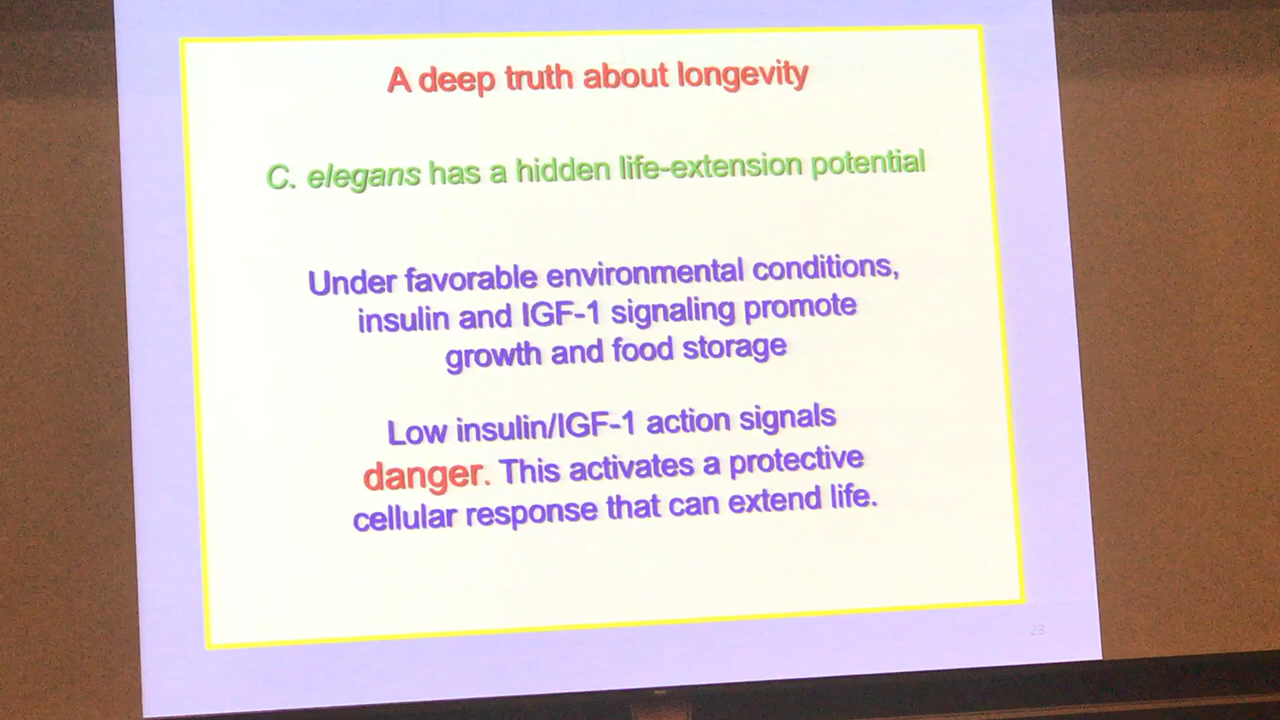 A deep truth about longevity
C. elegans has a hidden life-extension potential
Under favorable environmental conditions,
insulin and IGF-1 signaling promote
growth and food storage
Low insulin/IGF-1 action signals
danger. This activates a protective
cellular response that can extend life.
23